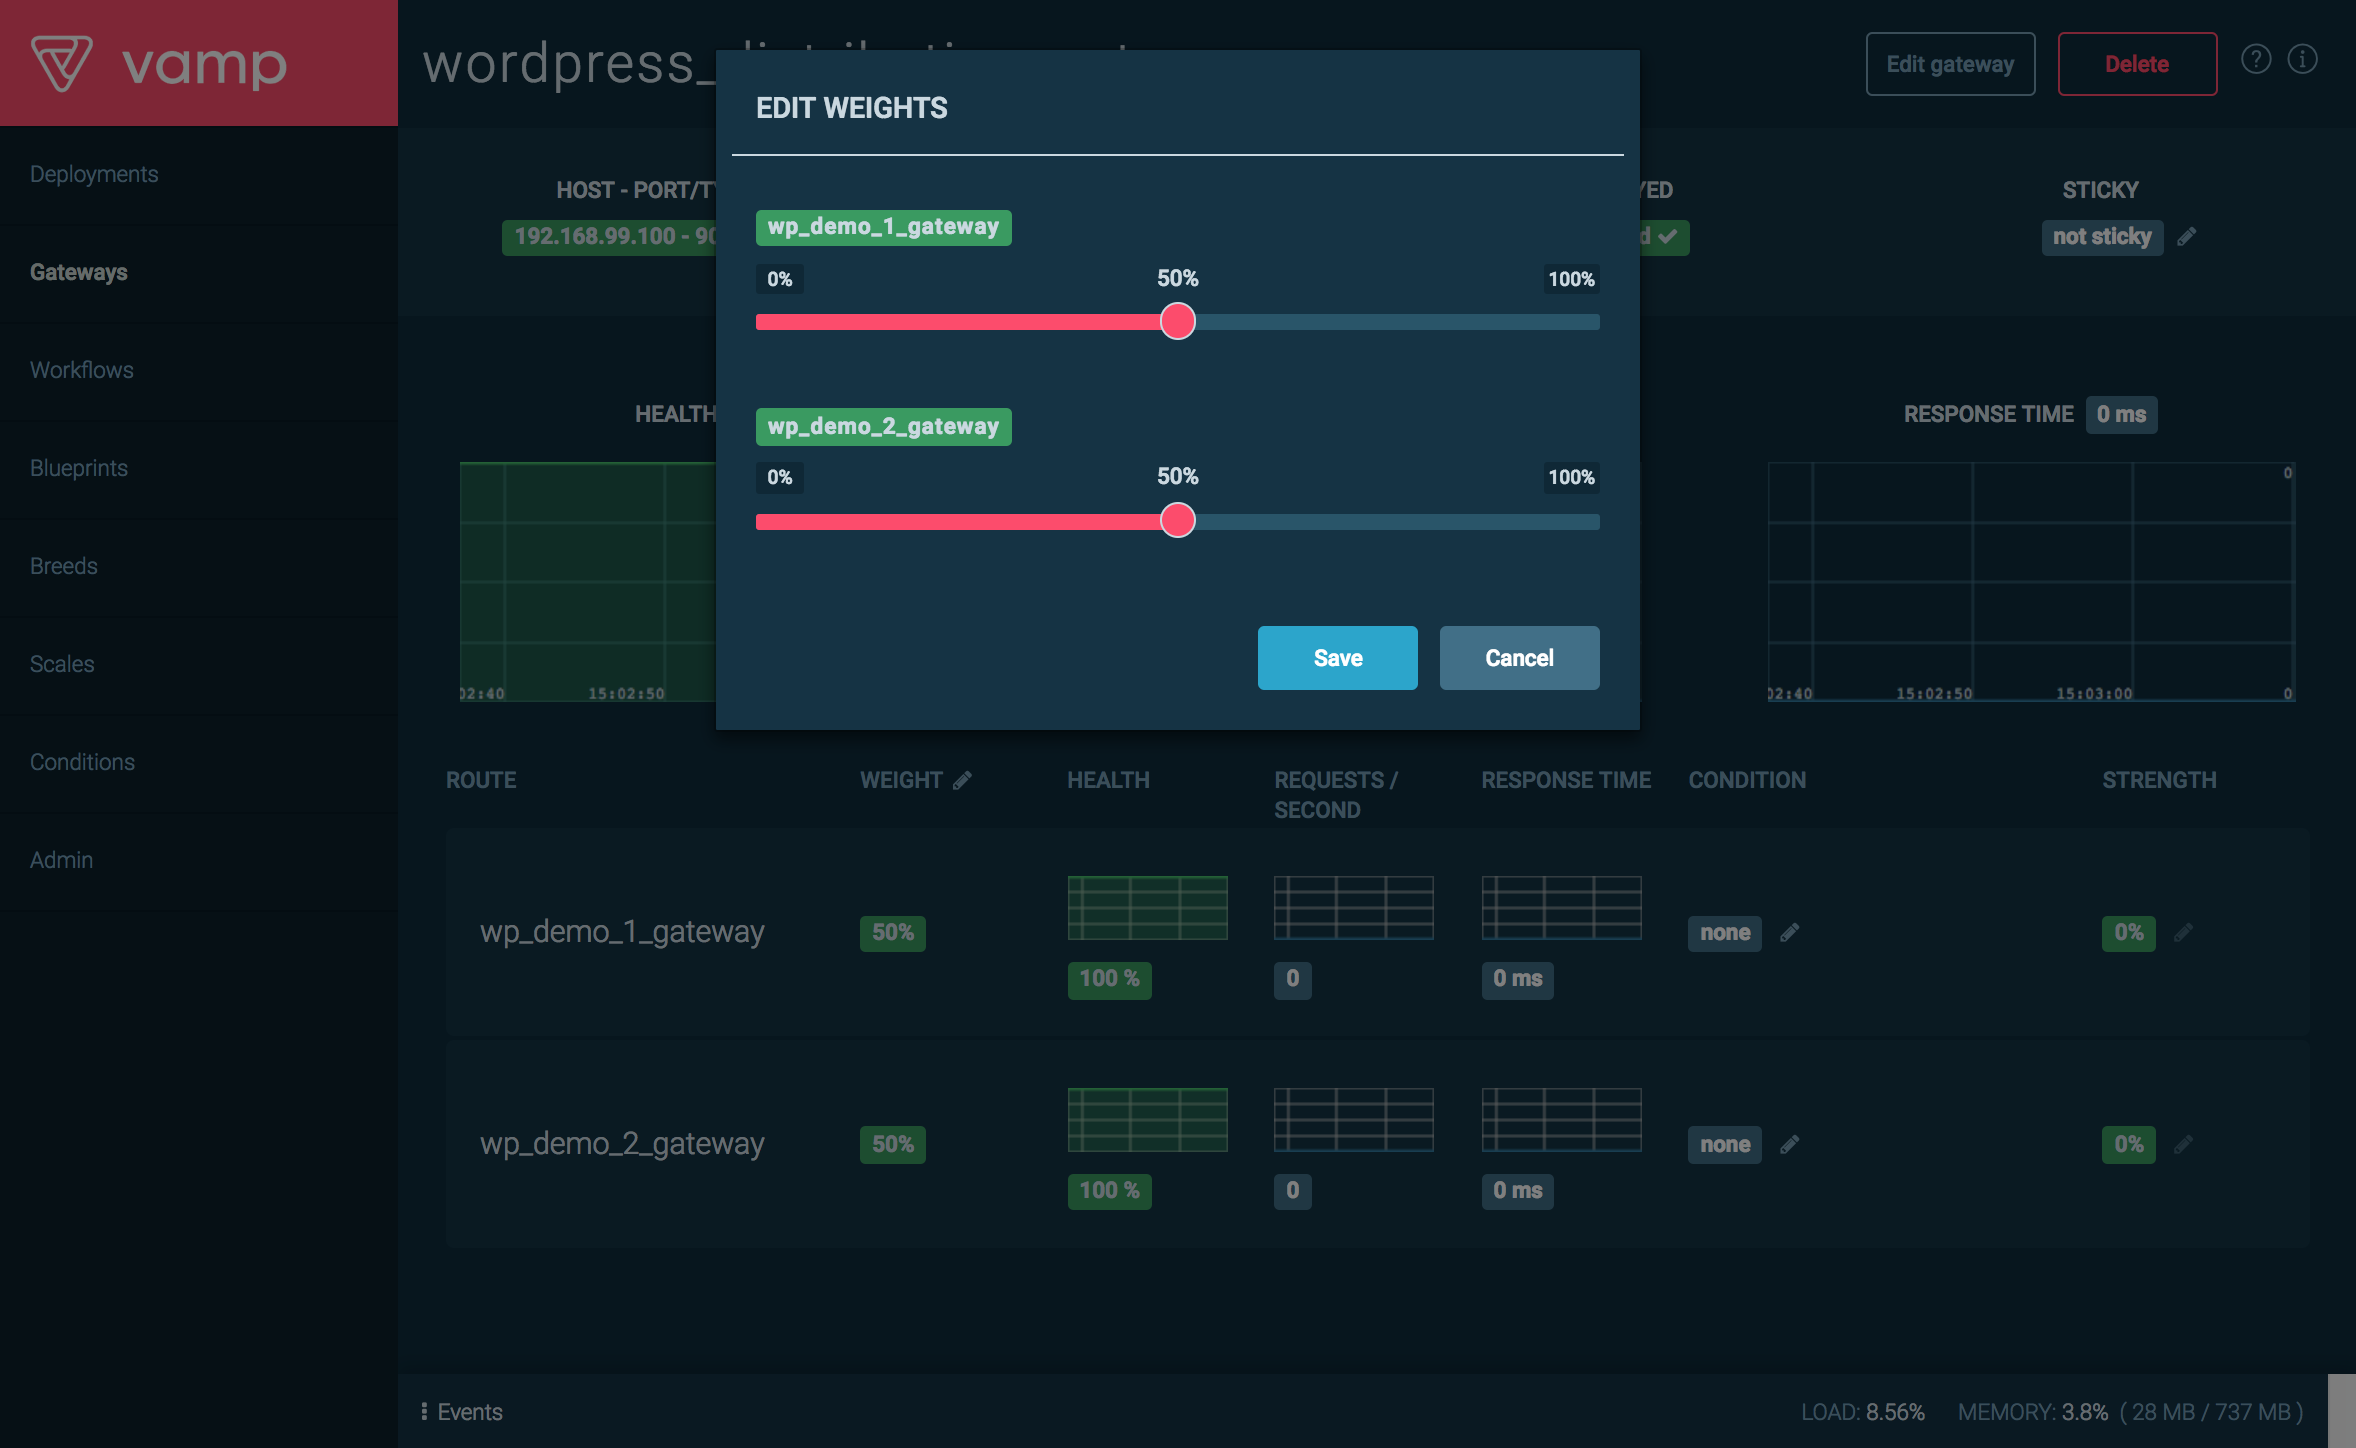 vamp
wordpress_
Edit gateway
Delete
Deployments
Gateways
Workflows
Blueprints
Breeds
Scales
Conditions
Admin
EDIT WEIGHTS
wp_demo_1_gateway
0% 50% 100%
wp_demo_2_gateway
0% 50% 100%
Save Cancel
HOST - PORT/TY
192.168.99.100 - 90
YED
d
STICKY
not sticky
HEALTH
RESPONSE TIME 0 ms
0
02:40 15:02:50
02:40 15:02:50 15:03:00 0
ROUTE WEIGHT HEALTH REQUESTS / SECOND RESPONSE TIME CONDITION STRENGTH
wp_demo_1_gateway 50% 100 % 0 0 ms none 0%
wp_demo_2_gateway 50% 100 % 0 0 ms none 0%
Events
LOAD: 8.56% MEMORY: 3.8% ( 28 MB / 737 MB )